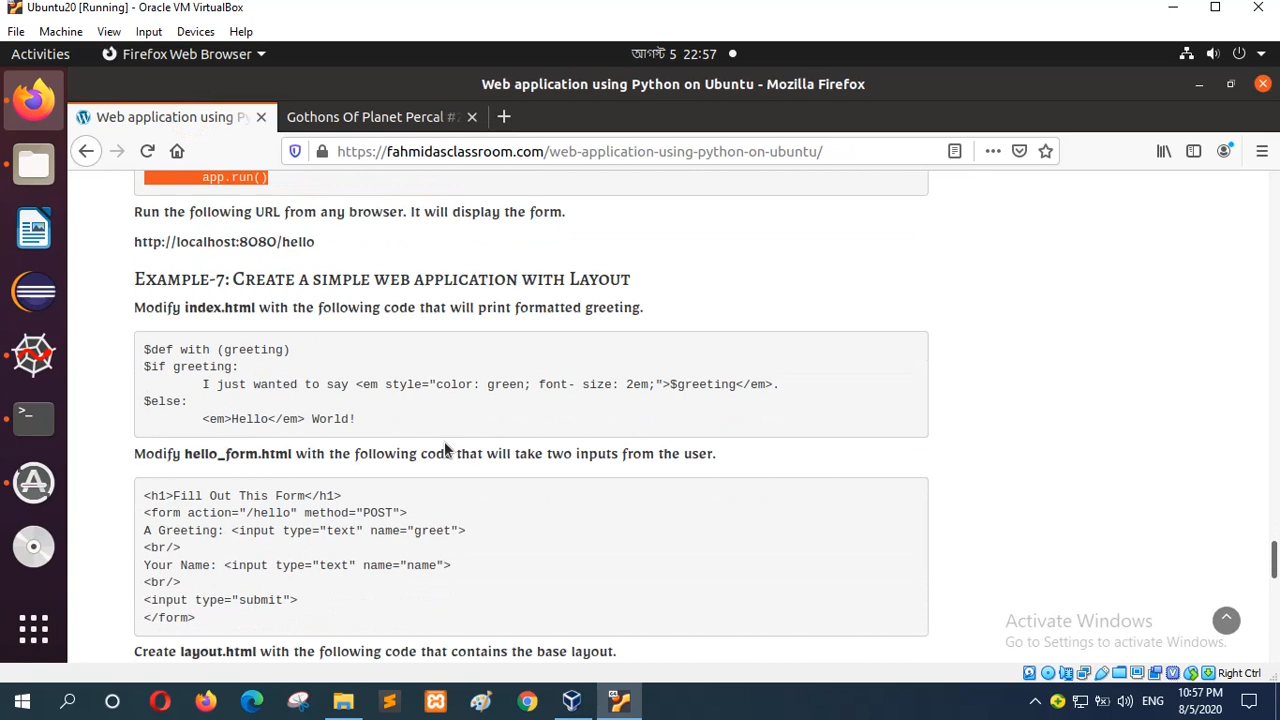 Ubuntu20 [Running] - Oracle VM VirtualBox
File Machine View Input Devices Help
Activities Firefox Web Browser আগস্ট 5 22:57
Web application using Python on Ubuntu - Mozilla Firefox
Web application using Py Gothons Of Planet Percal #
https://fahmidasclassroom.com/web-application-using-python-on-ubuntu/
app.run()
Run the following URL from any browser. It will display the form.
http://localhost:8080/hello
Example-7: Create a simple web application with Layout
Modify index.html with the following code that will print formatted greeting.
$def with (greeting)
$if greeting:
I just wanted to say <em style="color: green; font- size: 2em;">$greeting</em>.
$else:
<em>Hello</em> World!
Modify hello_form.html with the following code that will take two inputs from the user.
<h1>Fill Out This Form</h1>
<form action="/hello" method="POST">
A Greeting: <input type="text" name="greet">
<br/>
Your Name: <input type="text" name="name">
<br/>
<input type="submit">
</form>
Activate Windows
Go to Settings to activate Windows.
Create layout.html with the following code that contains the base layout.
Right Ctrl
ENG
10:57 PM
8/5/2020